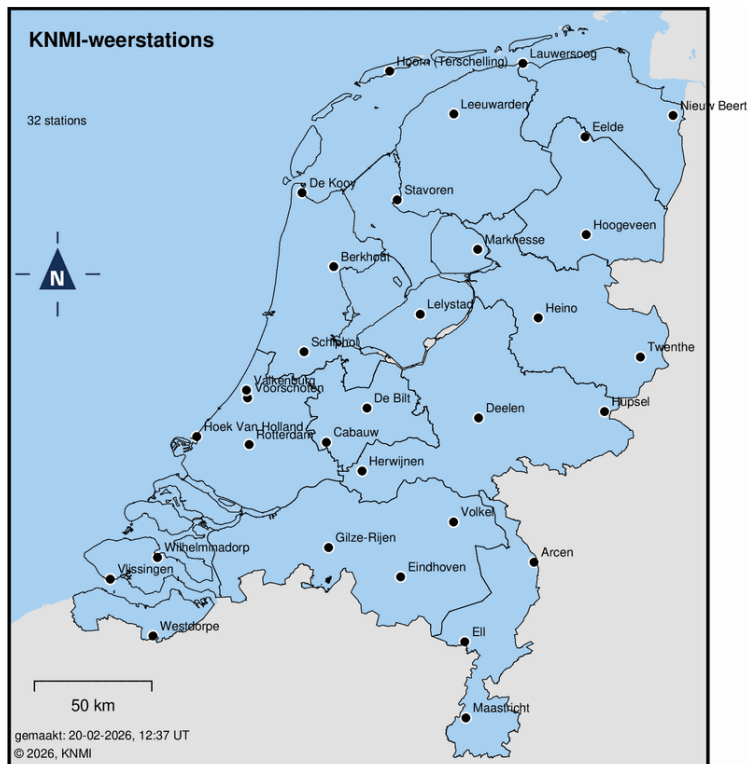 KNMI-weerstations
Hoorn (Terschelling)
Lauwersoog
Leeuwarden
Nieuw Beert
32 stations
Eelde
De Kooy
Stavoren
Hoogeveen
Marknesse
Berkhout
N
Lelystad
Heino
Schiphol
Twenthe
Valkenburg
Voorschoten
De Bilt
Deelen
Hupsel
Hoek Van Holland
Rotterdam
Cabauw
Herwijnen
Volkel
Gilze-Rijen
Wilhelmmadorp
Arcen
Vlissingen
Eindhoven
Westdorpe
Ell
50 km
Maastricht
gemaakt: 20-02-2026, 12:37 UT
© 2026, KNMI